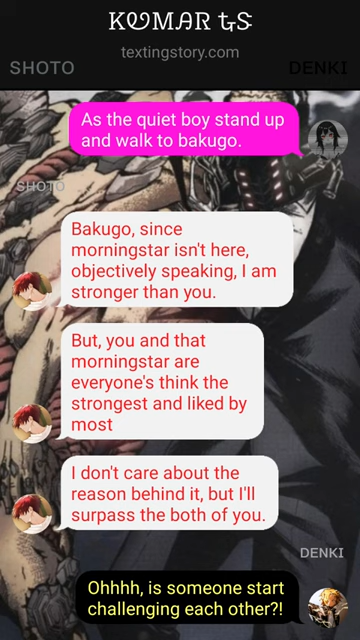 KUMAR GS
textingstory.com
SHOTO DENKI
As the quiet boy stand up
and walk to bakugo.
SHOTO
Bakugo, since
morningstar isn't here,
objectively speaking, I am
stronger than you.
But, you and that
morningstar are
everyone's think the
strongest and liked by
most
I don't care about the
reason behind it, but I'll
surpass the both of you.
DENKI
Ohhhh, is someone start
challenging each other?!